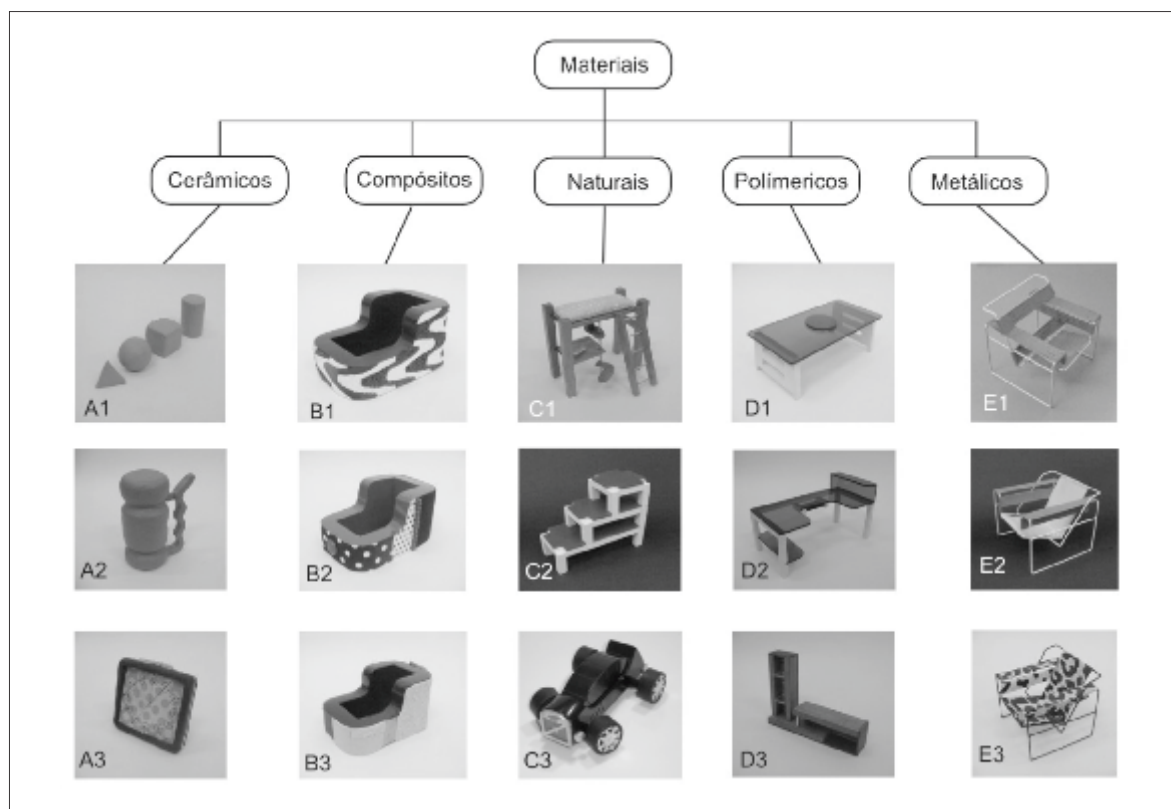 Materiais
Cerâmicos
Compósitos
Naturais
Polímericos
Metálicos
A1
B1
C1
D1
E1
A2
B2
C2
D2
E2
A3
B3
C3
D3
E3